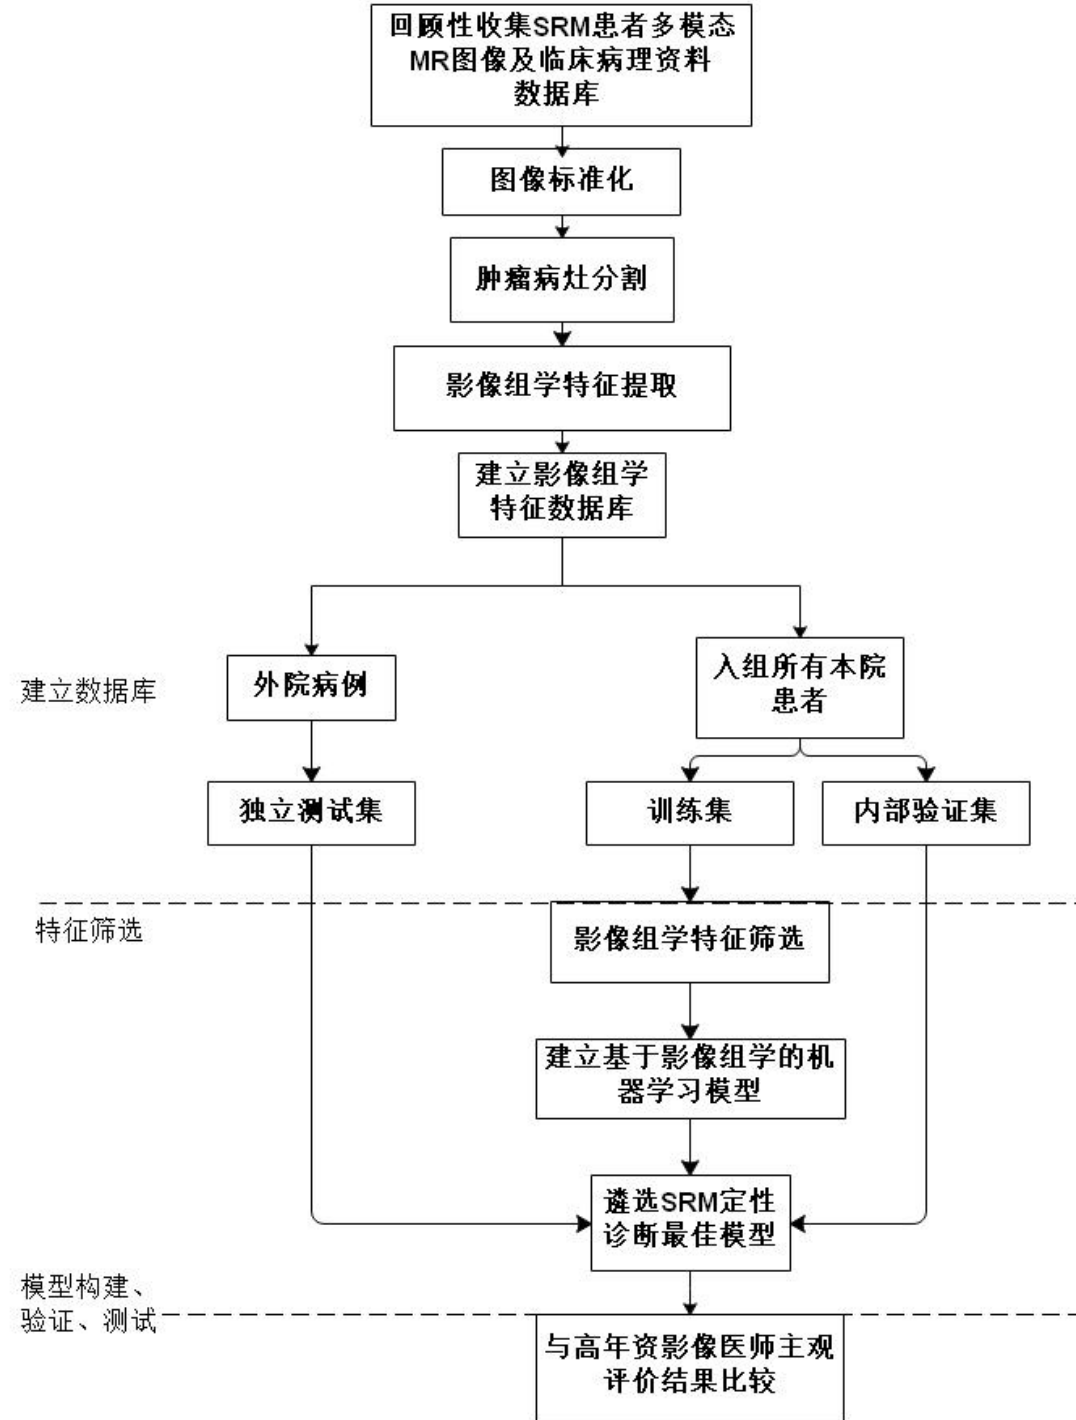 回顾性收集SRM患者多模态
MR图像及临床病理资料
数据库
图像标准化
肿瘤病灶分割
影像组学特征提取
建立影像组学
特征数据库
建立数据库
外院病例
入组所有本院
患者
独立测试集
训练集
内部验证集
特征筛选
影像组学特征筛选
建立基于影像组学的机
器学习模型
遴选SRM定性
诊断最佳模型
模型构建、
验证、测试
与高年资影像医师主观
评价结果比较